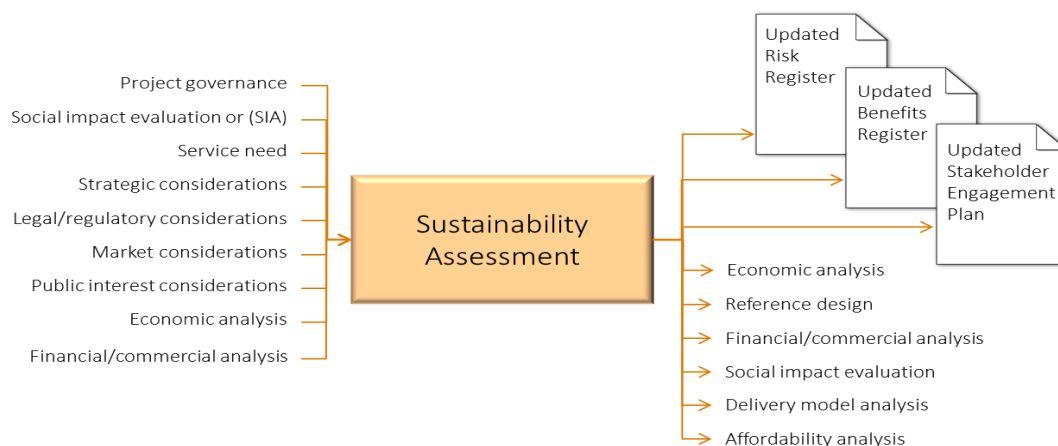 Project governance
Social impact evaluation or (SIA)
Service need
Strategic considerations
Legal/regulatory considerations
Market considerations
Public interest considerations
Economic analysis
Financial/commercial analysis
Sustainability
Assessment
Updated
Risk
Register
Updated
Benefits
Register
Updated
Stakeholder
Engagement
Plan
Economic analysis
Reference design
Financial/commercial analysis
Social impact evaluation
Delivery model analysis
Affordability analysis